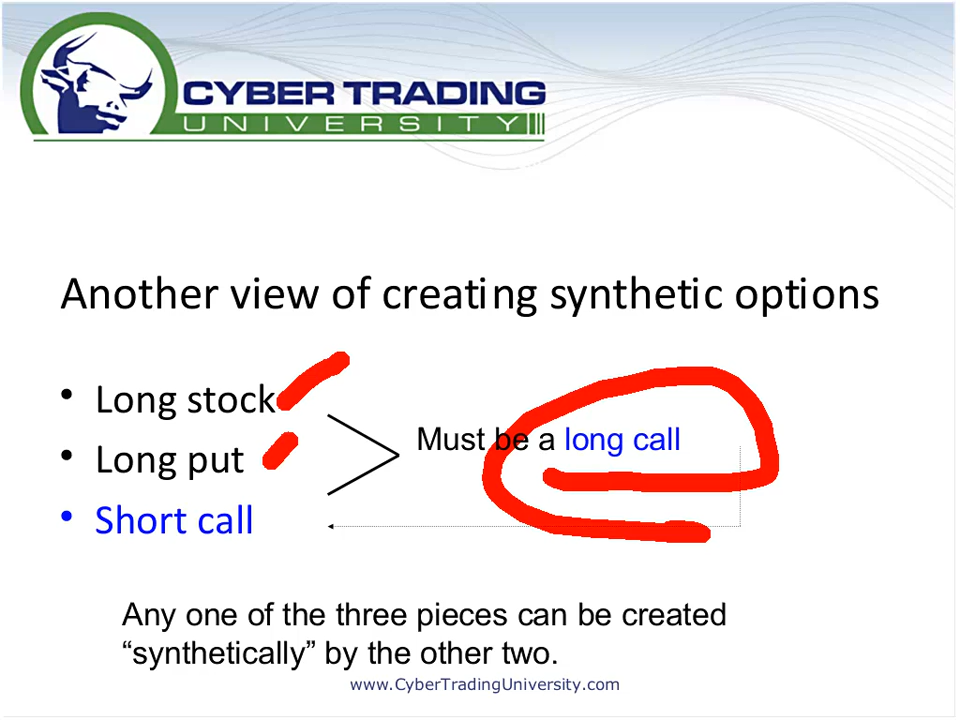 CYBER TRADING
UNIVERSITY
Another view of creating synthetic options
• Long stock
Must be a long call
• Long put
• Short call
Any one of the three pieces can be created
“synthetically” by the other two.
www.CyberTradingUniversity.com